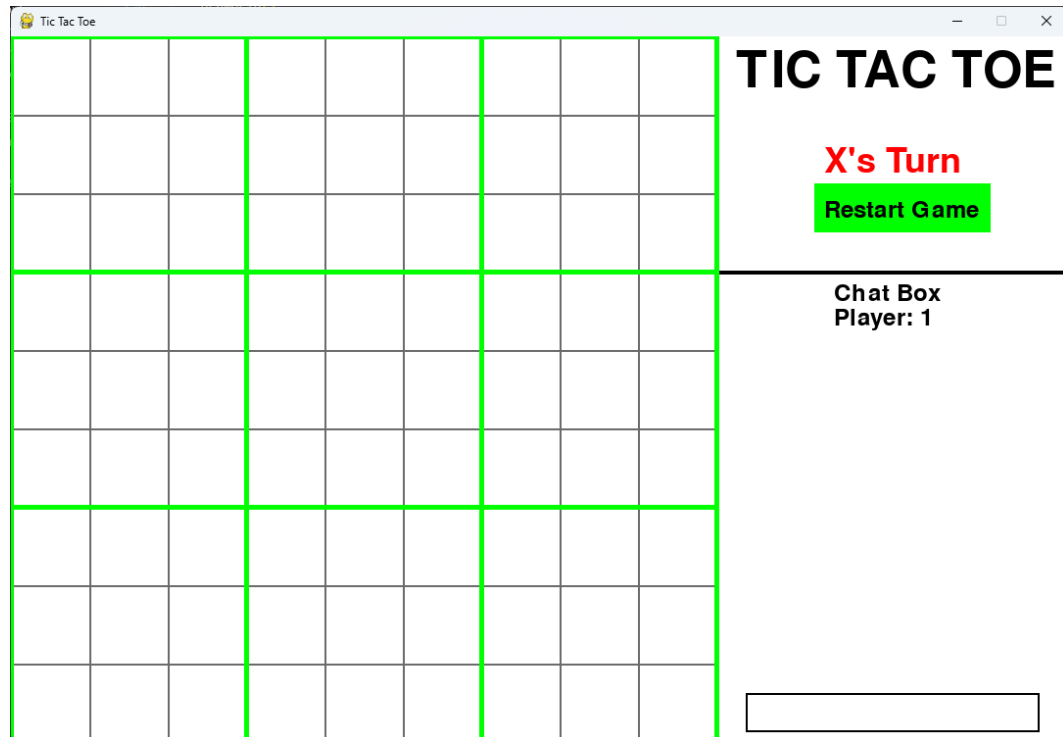 Tic Tac Toe
TIC TAC TOE
X's Turn
Restart Game
Chat Box
Player: 1